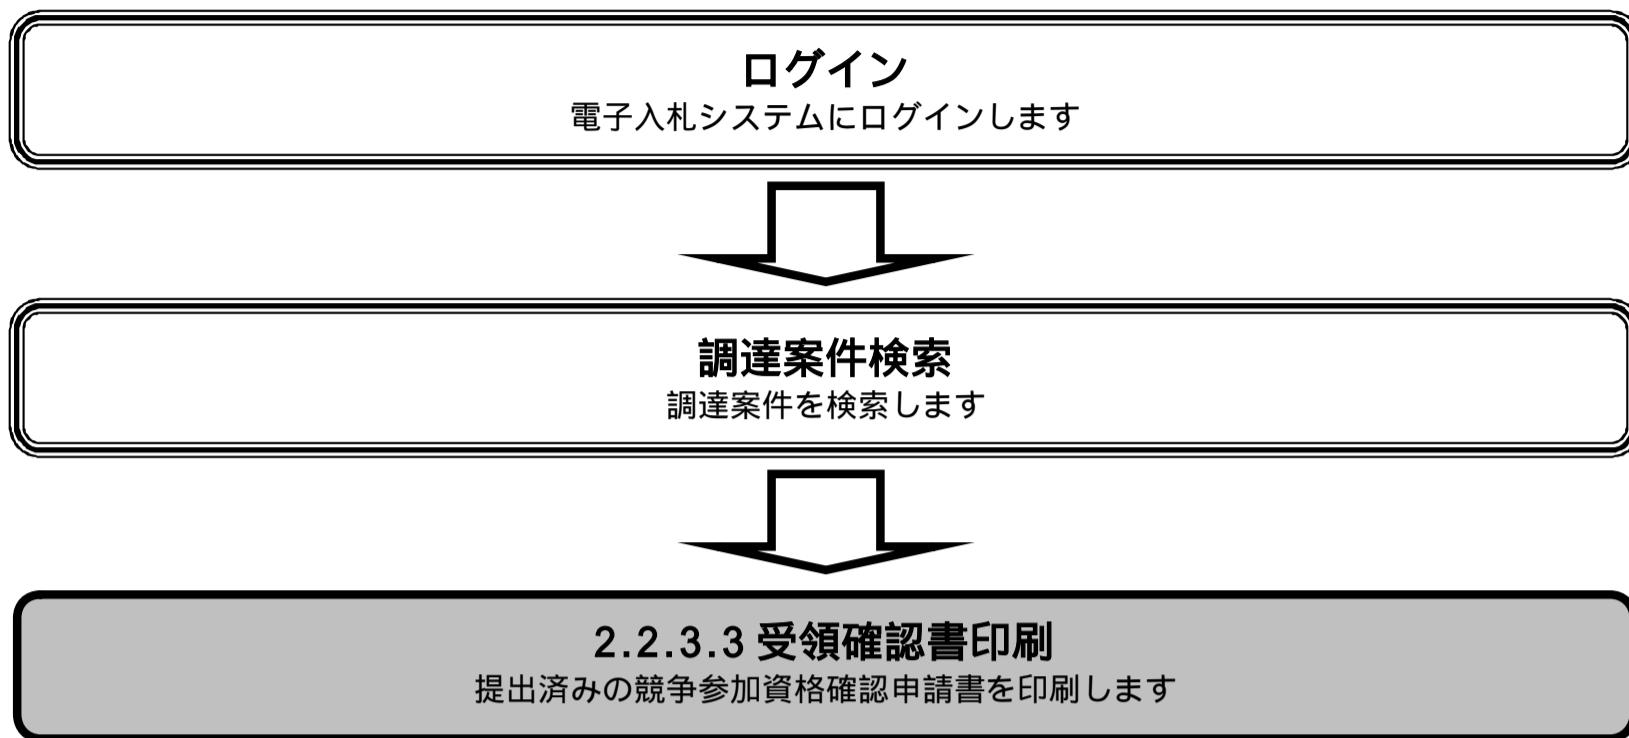 ログイン
電子入札システムにログインします
調達案件検索
調達案件を検索します
2.2.3.3 受領確認書印刷
提出済みの競争参加資格確認申請書を印刷します